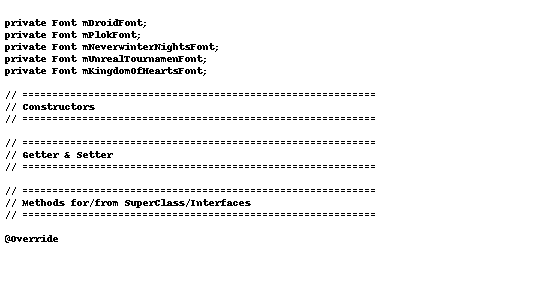 private Font mDroidFont;
private Font mPlokFont;
private Font mNeverwinterNightsFont;
private Font mUnrealTournamenFont;
private Font mKingdomOfHeartsFont;
// ===========================================================
// Constructors
// ===========================================================
// ===========================================================
// Getter & Setter
// ===========================================================
// ===========================================================
// Methods for/from SuperClass/Interfaces
// ===========================================================
@Override